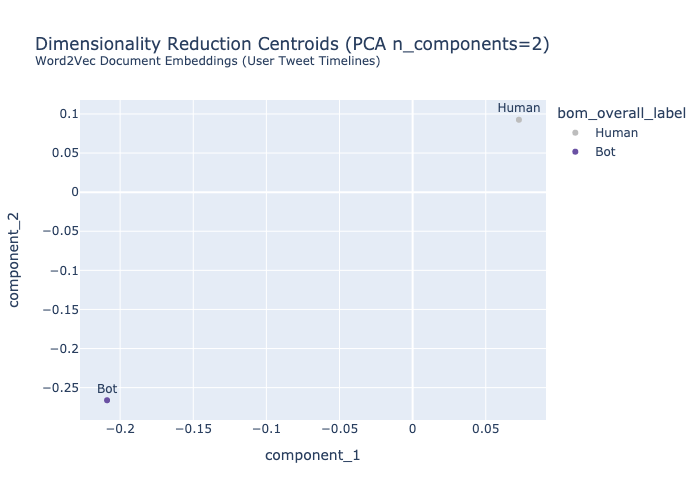 Dimensionality Reduction Centroids (PCA n_components=2)
Word2Vec Document Embeddings (User Tweet Timelines)
bom_overall_label
Human
Bot
Human
Bot
0.1
0.05
0
−0.05
−0.1
−0.15
−0.2
−0.25
component_2
−0.2
−0.15
−0.1
−0.05
0
0.05
component_1